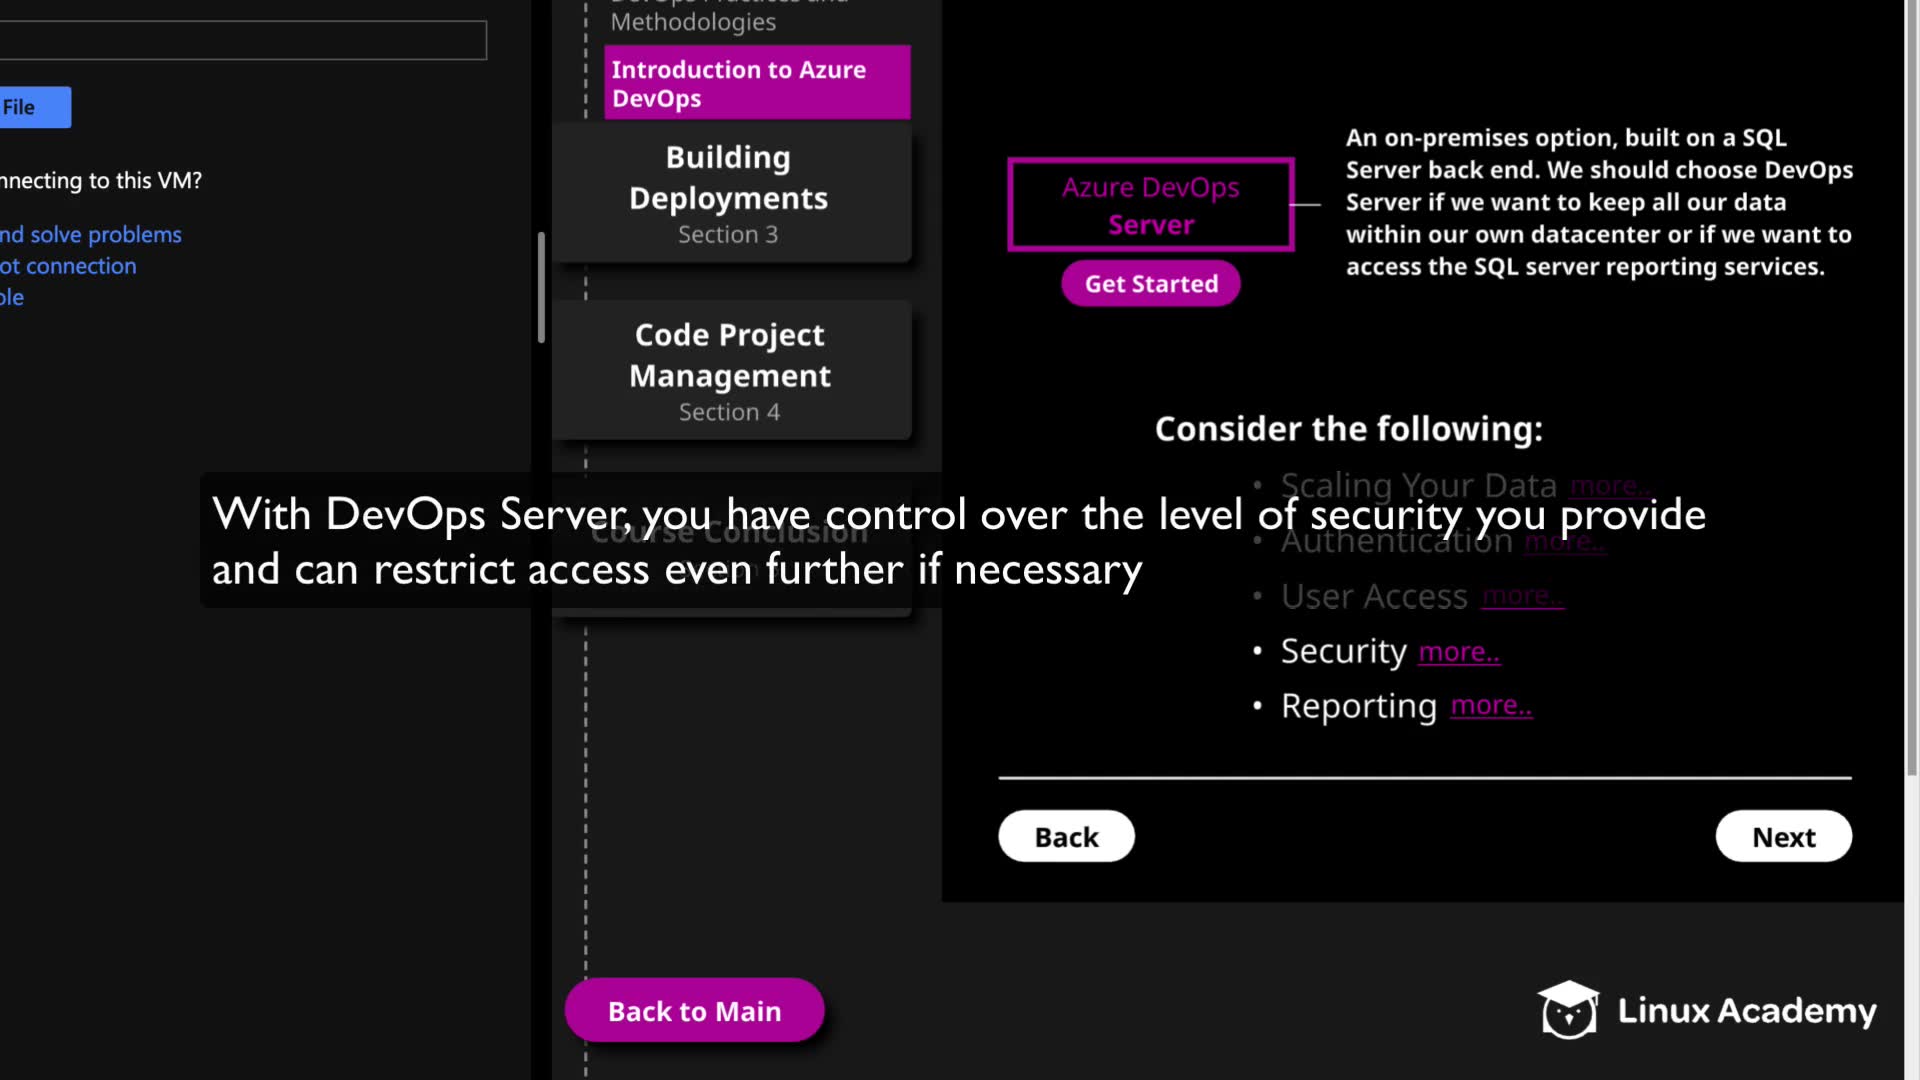 File
nnecting to this VM?
nd solve problems
ot connection
ole
DevOps Practices and
Methodologies
Introduction to Azure
DevOps
Building
Deployments
Section 3
Code Project
Management
Section 4
Course Conclusion
Azure DevOps
Server
Get Started
An on-premises option, built on a SQL
Server back end. We should choose DevOps
Server if we want to keep all our data
within our own datacenter or if we want to
access the SQL server reporting services.
Consider the following:
• Scaling Your Data more..
• Authentication more..
• User Access more..
• Security more..
• Reporting more..
With DevOps Server, you have control over the level of security you provide
and can restrict access even further if necessary
Back
Next
Back to Main
Linux Academy